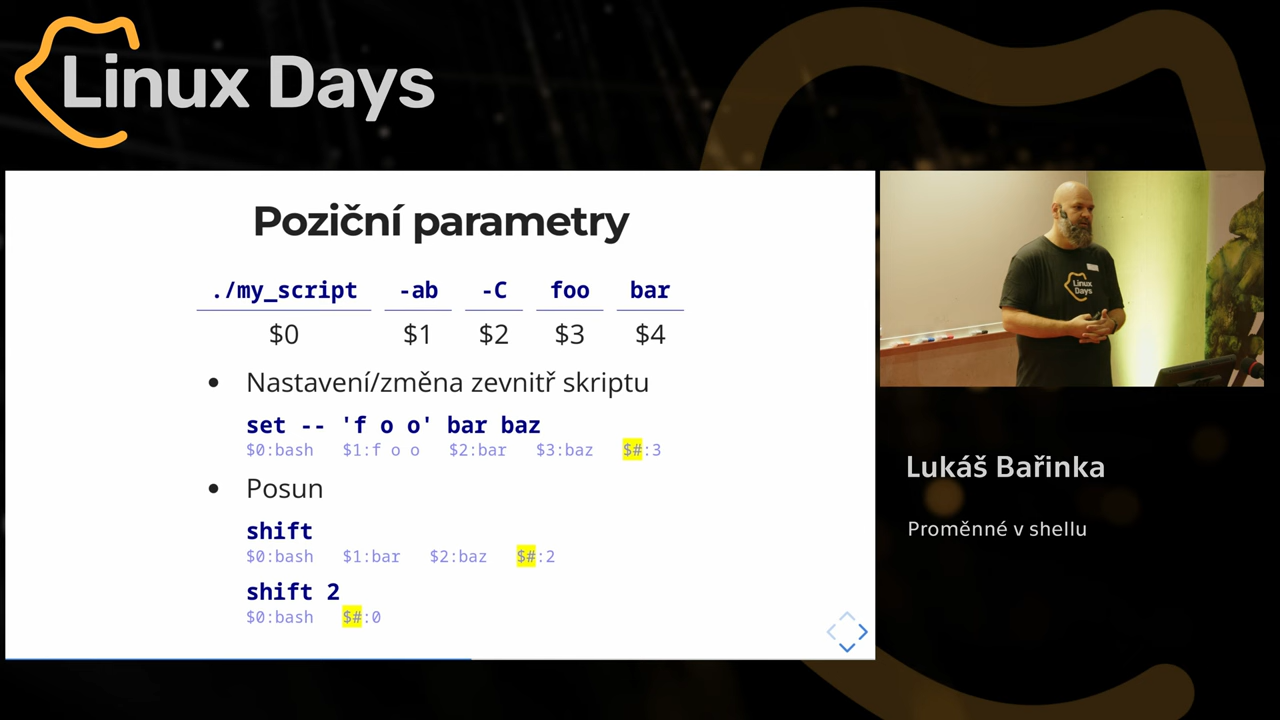 Linux Days
Poziční parametry
./my_script -ab -C foo bar
$0 $1 $2 $3 $4
Nastavení/změna zevnitř skriptu
set -- 'f o o' bar baz
$0:bash $1:f o o $2:bar $3:baz $#:3
Posun
shift
$0:bash $1:bar $2:baz $#:2
shift 2
$0:bash $#:0
Linux
Days
Lukáš Bařinka
Proměnné v shellu